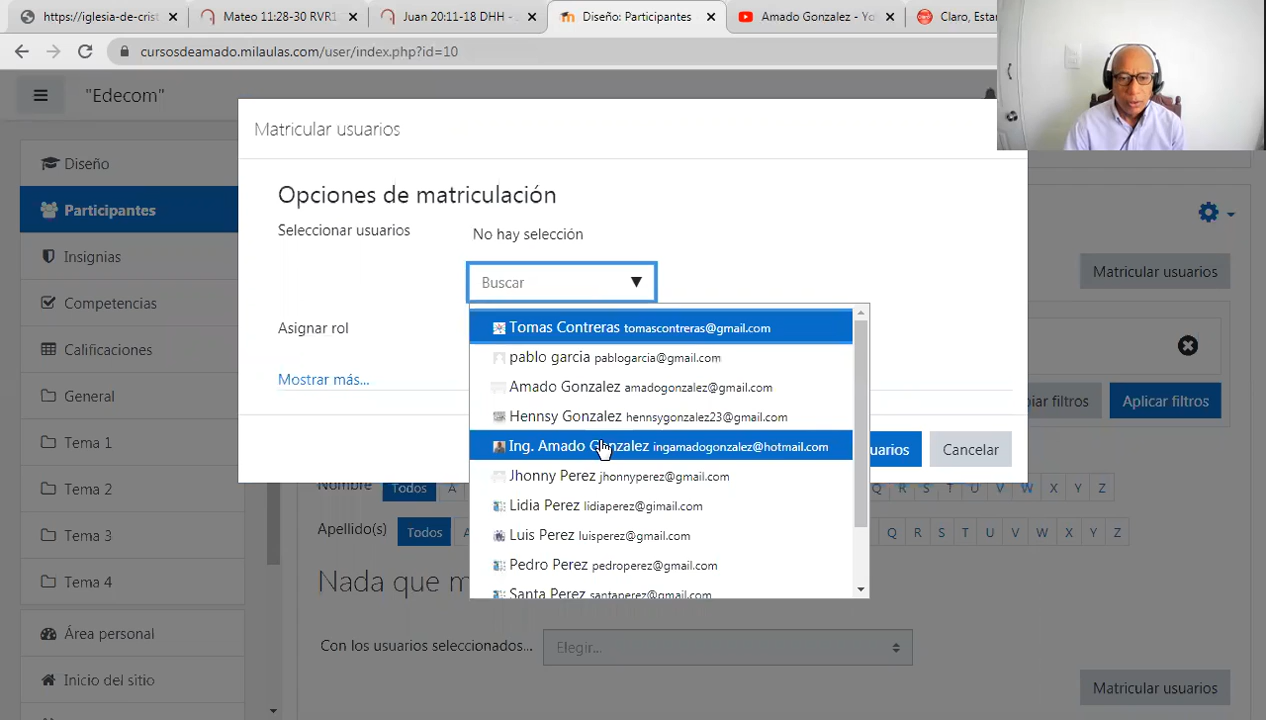 https://iglesia-de-crist
Mateo 11:28-30 RVR1
Juan 20:11-18 DHH - 
Diseño: Participantes
Amado Gonzalez - Yo
Claro, Estar
cursosdeamado.milaulas.com/user/index.php?id=10
"Edecom"
Matricular usuarios
Diseño
Participantes
Insignias
Competencias
Calificaciones
General
Tema 1
Tema 2
Tema 3
Tema 4
Área personal
Inicio del sitio
Opciones de matriculación
Seleccionar usuarios
No hay selección
Buscar
Asignar rol
Mostrar más...
Tomas Contreras tomascontreras@gmail.com
pablo garcia pablogarcia@gmail.com
Amado Gonzalez amadogonzalez@gmail.com
Hennsy Gonzalez hennsygonzalez23@gmail.com
Ing. Amado Gonzalez ingamadogonzalez@hotmail.com
Jhonny Perez jhonnyperez@gmail.com
Lidia Perez lidiaperez@gimail.com
Luis Perez luisperez@gmail.com
Pedro Perez pedroperez@gmail.com
Santa Perez santaperez@gmail.com
uarios
Cancelar
Matricular usuarios
piar filtros
Aplicar filtros
Nombre Todos A Q R S T U V W X Y Z
Apellido(s) Todos Q R S T U V W X Y Z
Nada que m
Con los usuarios seleccionados...
Elegir...
Matricular usuarios